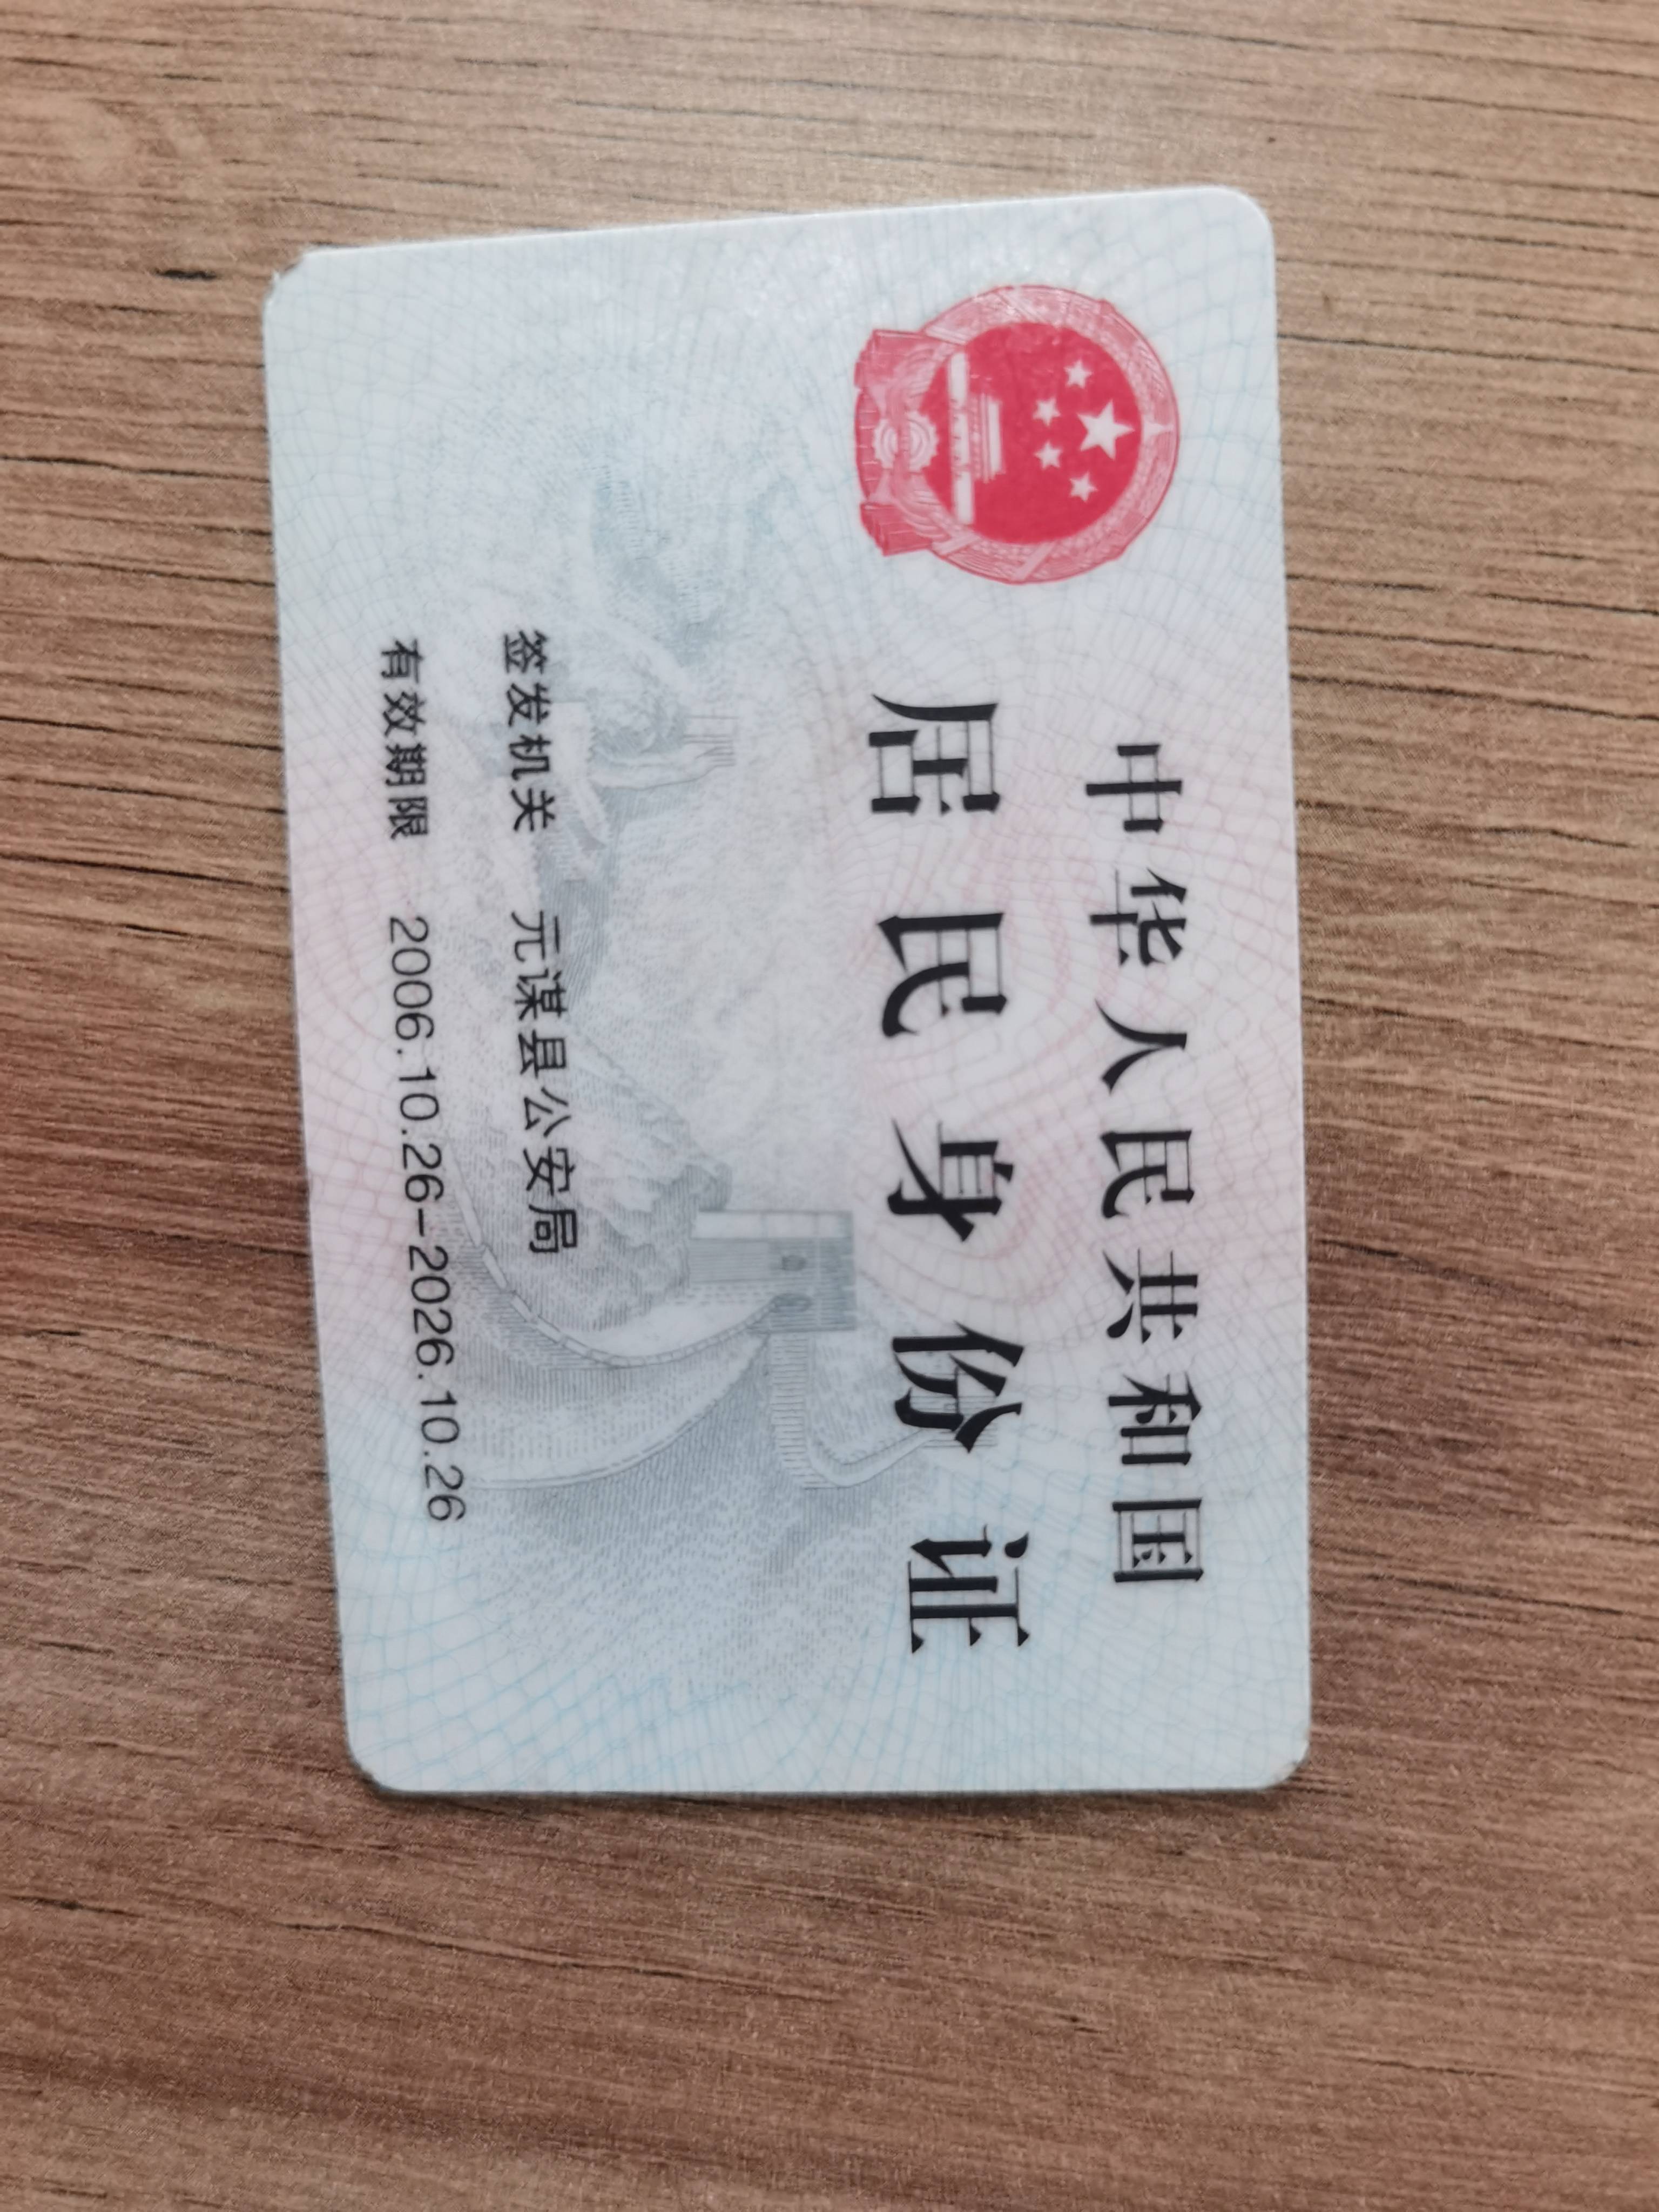 中华人民共和国
居民身份证
签发机关 元谋县公安局
有效期限 2006.10.26-2026.10.26